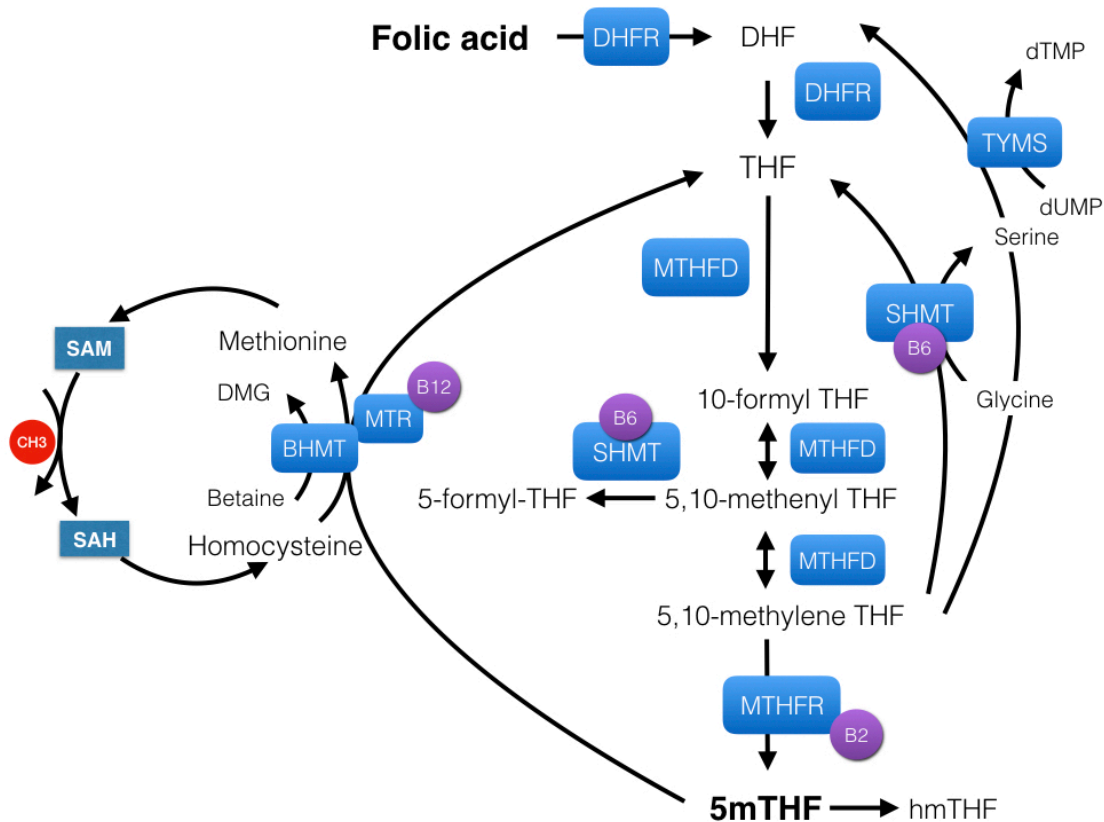 Folic acid
DHFR
DHF
dTMP
DHFR
TYMS
THF
dUMP
Serine
MTHFD
SHMT
B6
SAM
Methionine
DMG
B12
MTR
10-formyl THF
Glycine
CH3
BHMT
B6
SHMT
MTHFD
Betaine
5-formyl-THF
5,10-methenyl THF
SAH
Homocysteine
MTHFD
5,10-methylene THF
MTHFR
B2
5mTHF
hmTHF